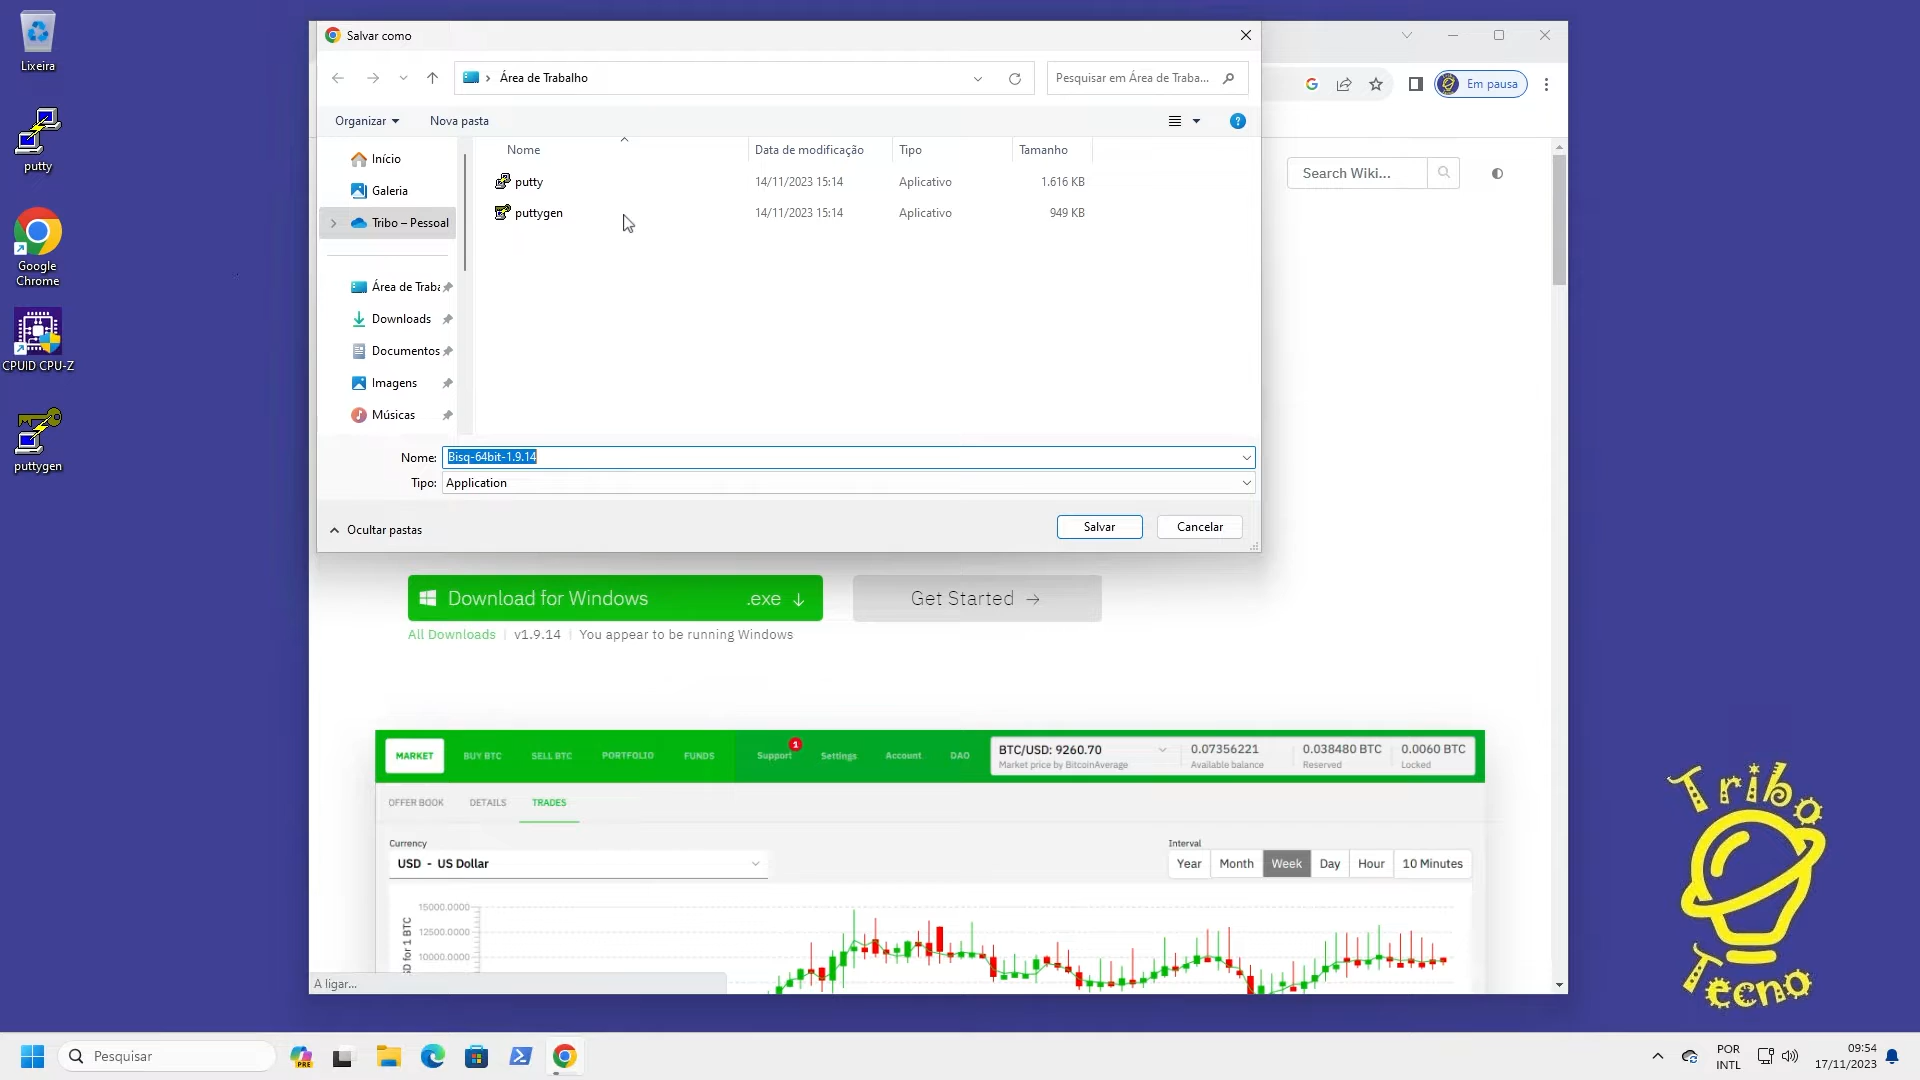 Lixeira
putty
Google
Chrome
CPUID CPU-Z
puttygen
Salvar como
Área de Trabalho
Pesquisar em Área de Traba...
Organizar
Nova pasta
Início
Galeria
Tribo – Pessoal
Área de Traba
Downloads
Documentos
Imagens
Músicas
Nome
Data de modificação
Tipo
Tamanho
putty
14/11/2023 15:14
Aplicativo
1.616 KB
puttygen
14/11/2023 15:14
Aplicativo
949 KB
Nome:
Bisq-64bit-1.9.14
Tipo:
Application
Ocultar pastas
Salvar
Cancelar
Em pausa
Search Wiki...
Download for Windows
.exe
Get Started
All Downloads
v1.9.14
You appear to be running Windows
MARKET
BUY BTC
SELL BTC
PORTFOLIO
FUNDS
Support
1
Settings
Account
DAO
BTC/USD: 9260.70
Market price by BitcoinAverage
0.07356221
Available balance
0.038480 BTC
Reserved
0.0060 BTC
Locked
OFFER BOOK
DETAILS
TRADES
Currency
USD - US Dollar
Interval
Year
Month
Week
Day
Hour
10 Minutes
15000.0000
12500.0000
10000.0000
for 1 BTC
A ligar...
Tribo
Tecno
Pesquisar
PRE
POR
INTL
09:54
17/11/2023